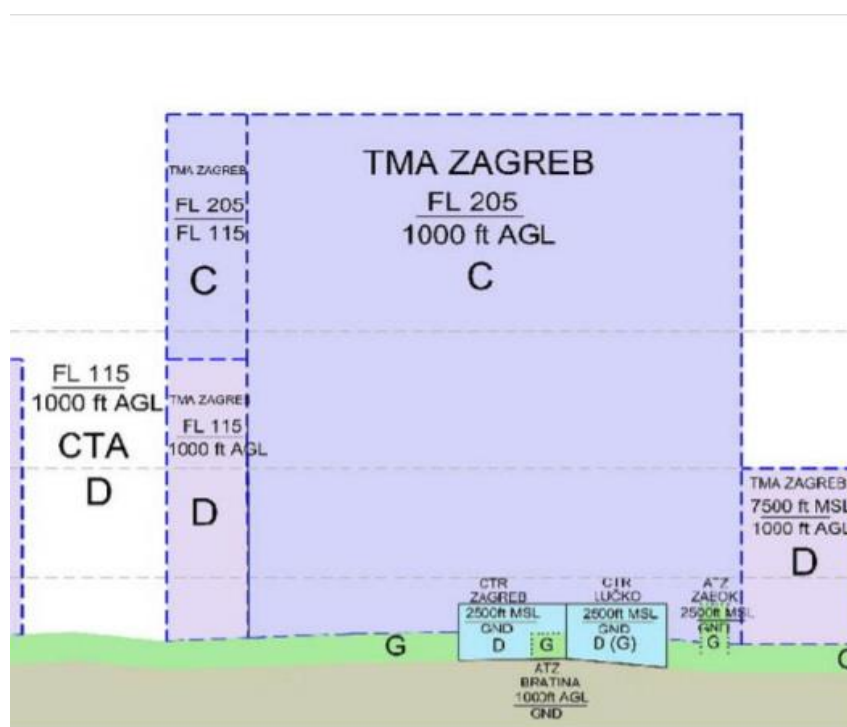 TMA ZAGREB
FL 205
FL 115
C
TMA ZAGREB
FL 205
1000 ft AGL
C
FL 115
1000 ft AGL
CTA
D
TMA ZAGREB
FL 115
1000 ft AGL
D
TMA ZAGREB
7500 ft MSL
1000 ft AGL
D
CTR
ZAGREB
2500ft MSL
GND
D
G
CTR
LUČKO
2500ft MSL
GND
D (G)
ATZ
ZABOK
2500ft MSL
GND
G
G
ATZ
BRATINA
1000ft AGL
GND